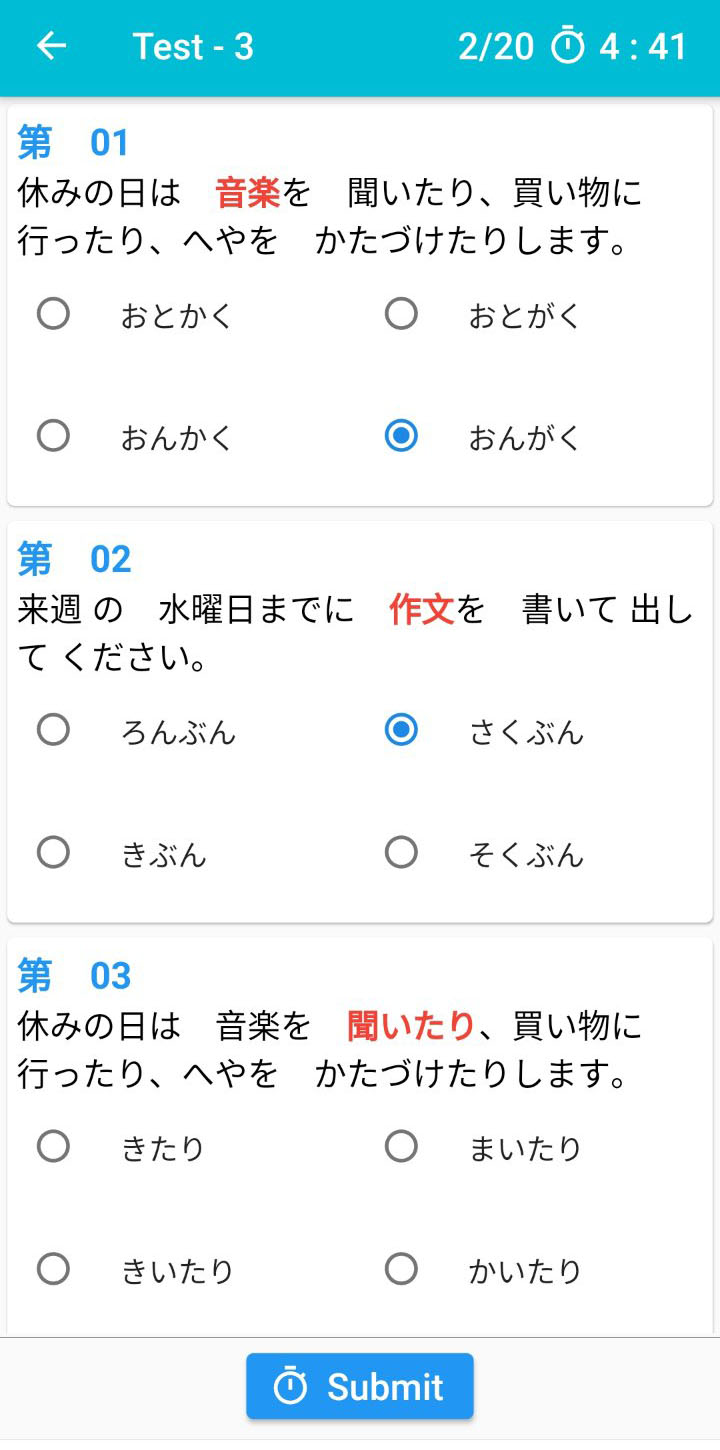 Test - 3 2/20 4 : 41
第 01
休みの日は 音楽を 聞いたり、買い物に
行ったり、へやを かたづけたりします。
おとかく おとがく
おんかく おんがく
第 02
来週 の 水曜日までに 作文を 書いて 出し
て ください。
ろんぶん さくぶん
きぶん そくぶん
第 03
休みの日は 音楽を 聞いたり、買い物に
行ったり、へやを かたづけたりします。
きたり まいたり
きいたり かいたり
Submit